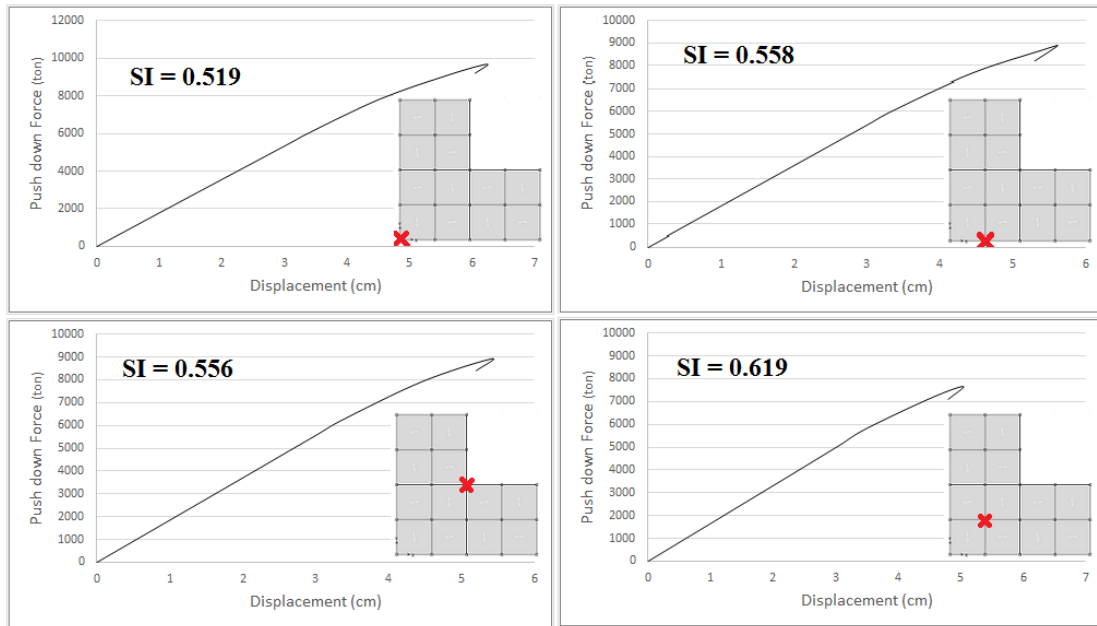 12000
10000
8000
6000
4000
2000
0
Push down Force (ton)
SI = 0.519
0 1 2 3 4 5 6 7
Displacement (cm)
10000
9000
8000
7000
6000
5000
4000
3000
2000
1000
0
Push down Force (ton)
SI = 0.558
0 1 2 3 4 5 6
Displacement (cm)
10000
9000
8000
7000
6000
5000
4000
3000
2000
1000
0
Push down Force (ton)
SI = 0.556
0 1 2 3 4 5 6
Displacement (cm)
10000
9000
8000
7000
6000
5000
4000
3000
2000
1000
0
Push down Force (ton)
SI = 0.619
0 1 2 3 4 5 6 7
Displacement (cm)